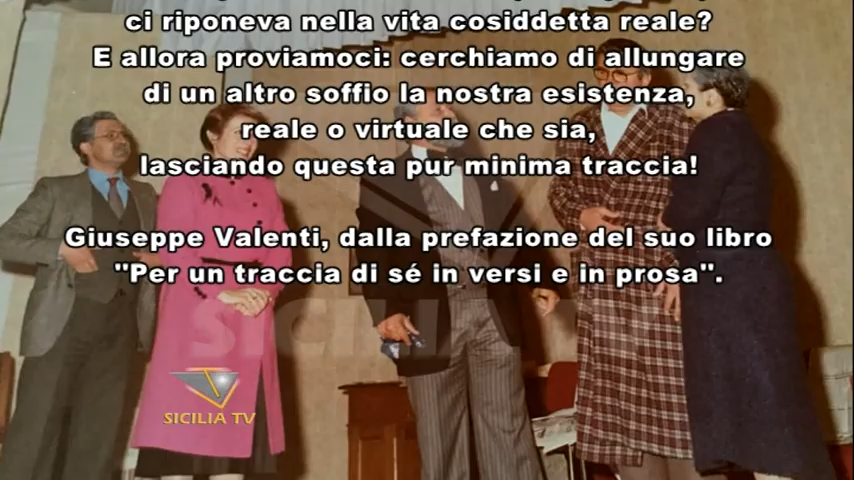 ci riponeva nella vita cosiddetta reale?
E allora proviamoci: cerchiamo di allungare
di un altro soffio la nostra esistenza,
reale o virtuale che sia,
lasciando questa pur minima traccia!
Giuseppe Valenti, dalla prefazione del suo libro
"Per un traccia di sé in versi e in prosa".
SICILIA TV
SICILIA TV